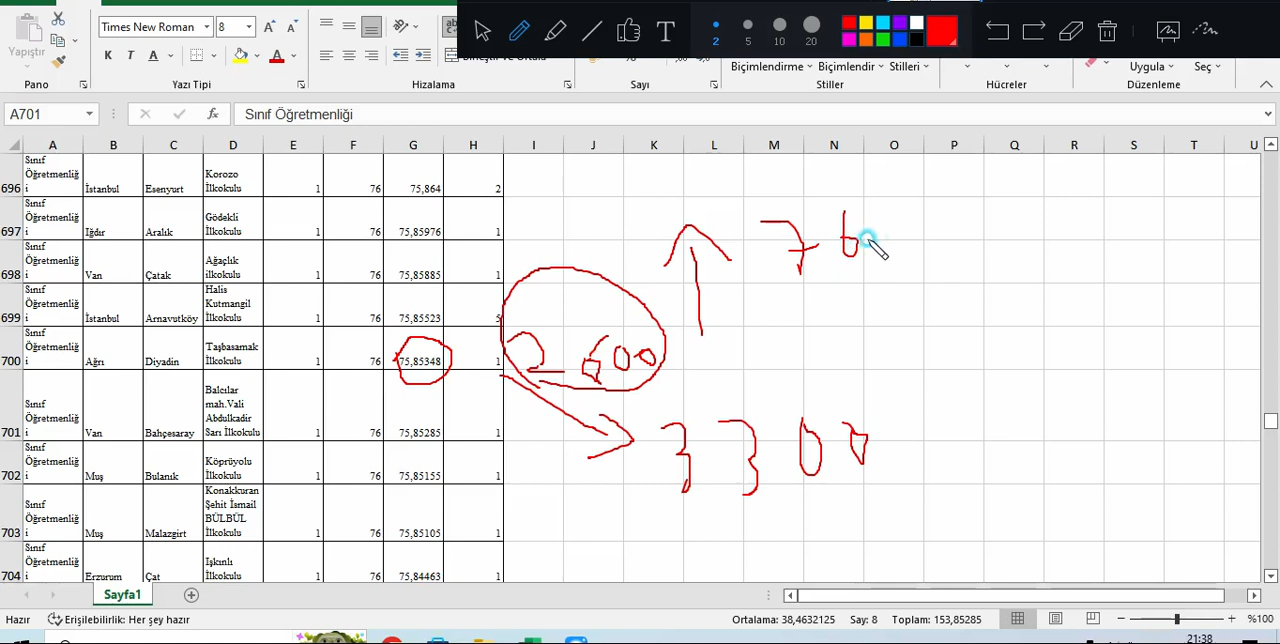 Yapıştır
Times New Roman
8
K T A
2 5 10 20
Biçimlendirme Biçimlendir Stilleri
Uygula Seç
Pano Yazı Tipi Hizalama Sayı Stiller Hücreler Düzenleme
A701 fx Sınıf Öğretmenliği
A B C D E F G H I J K L M N O P Q R S T U
696 Sınıf Öğretmenliği İstanbul Esenyurt Korozo İlkokulu 1 76 75,864 2
697 Sınıf Öğretmenliği Iğdır Aralık Gödekli İlkokulu 1 76 75,85976 1
698 Sınıf Öğretmenliği Van Çatak Ağaçlık ilkokulu 1 76 75,85885 1
699 Sınıf Öğretmenliği İstanbul Arnavutköy Halis Kutmangil İlkokulu 1 76 75,85523 5
700 Sınıf Öğretmenliği Ağrı Diyadin Taşbasamak İlkokulu 1 76 75,85348 1
701 Sınıf Öğretmenliği Van Bahçesaray Balcılar mah.Vali Abdulkadir Sarı İlkokulu 1 76 75,85285 1
702 Sınıf Öğretmenliği Muş Bulanık Köprüyolu İlkokulu 1 76 75,85155 1
703 Sınıf Öğretmenliği Muş Malazgirt Konakkuran Şehit İsmail BÜLBÜL İlkokulu 1 76 75,85105 1
704 Sınıf Öğretmenliği Erzurum Çat Işkınlı İlkokulu 1 76 75,84463 1
76
3300
Sayfa1
Hazır Erişilebilirlik: Her şey hazır Ortalama: 38,4632125 Say: 8 Toplam: 153,85285 %100
21:38